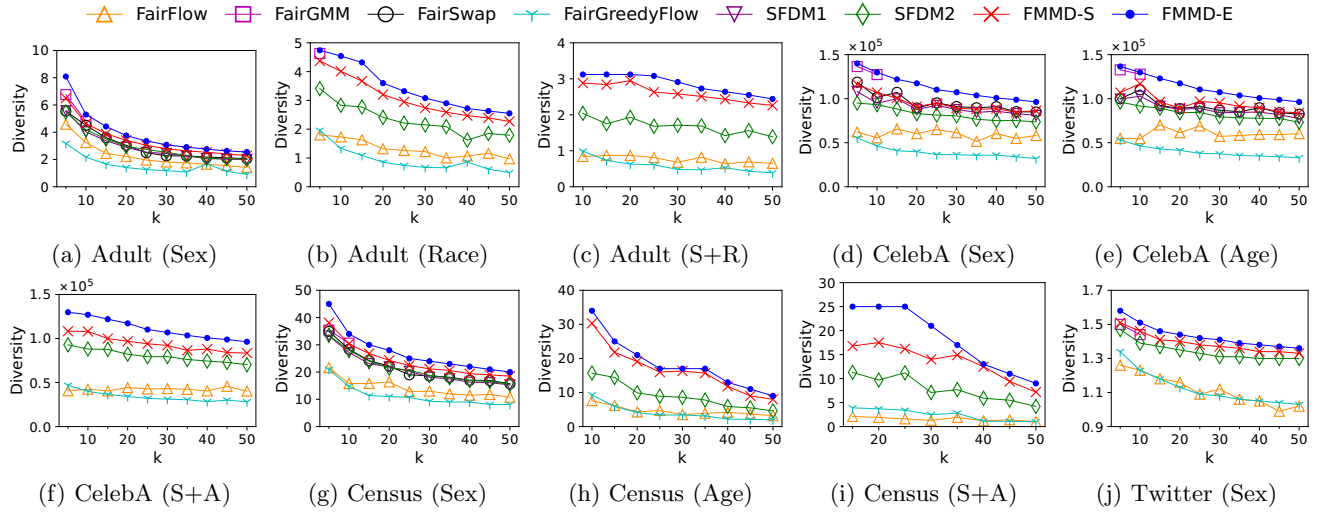 FairFlow FairGMM FairSwap FairGreedyFlow SFDM1 SFDM2 FMMD-S FMMD-E
10 8 6 4 2 0 Diversity 10 20 30 40 50 k
5 4 3 2 1 0 Diversity 10 20 30 40 50 k
4 3 2 1 0 Diversity 10 20 30 40 50 k
×10⁵ 1.5 1.0 0.5 0.0 Diversity 10 20 30 40 50 k
×10⁵ 1.5 1.0 0.5 0.0 Diversity 10 20 30 40 50 k
(a) Adult (Sex) (b) Adult (Race) (c) Adult (S+R) (d) CelebA (Sex) (e) CelebA (Age)
×10⁵ 1.5 1.0 0.5 0.0 Diversity 10 20 30 40 50 k
50 40 30 20 10 0 Diversity 10 20 30 40 50 k
40 30 20 10 0 Diversity 10 20 30 40 50 k
30 25 20 15 10 5 0 Diversity 20 30 40 50 k
1.7 1.5 1.3 1.1 0.9 Diversity 10 20 30 40 50 k
(f) CelebA (S+A) (g) Census (Sex) (h) Census (Age) (i) Census (S+A) (j) Twitter (Sex)